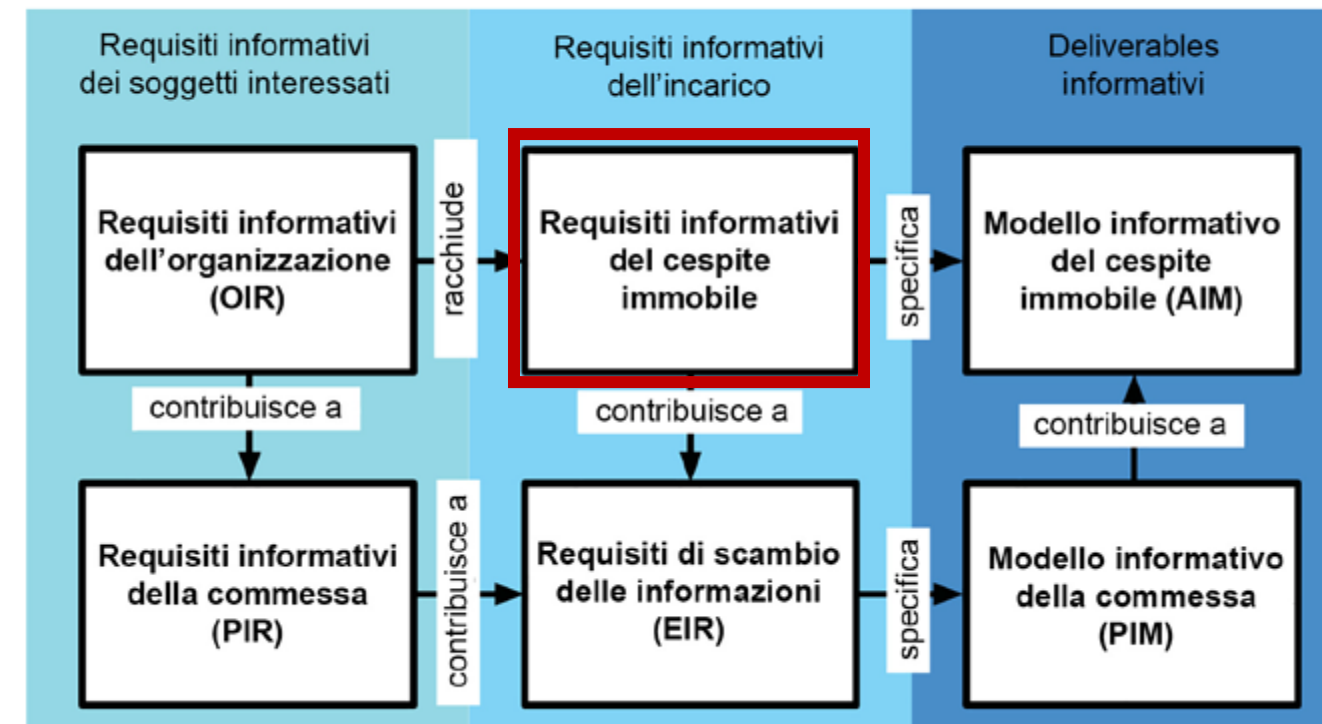 Requisiti informativi
dei soggetti interessati
Requisiti informativi
dell'incarico
Deliverables
informativi
Requisiti informativi
dell'organizzazione
(OIR)
racchiude
Requisiti informativi
del cespite
immobile
specifica
Modello informativo
del cespite
immobile (AIM)
contribuisce a
contribuisce a
contribuisce a
Requisiti informativi
della commessa
(PIR)
contribuisce a
Requisiti di scambio
delle informazioni
(EIR)
specifica
Modello informativo
della commessa
(PIM)